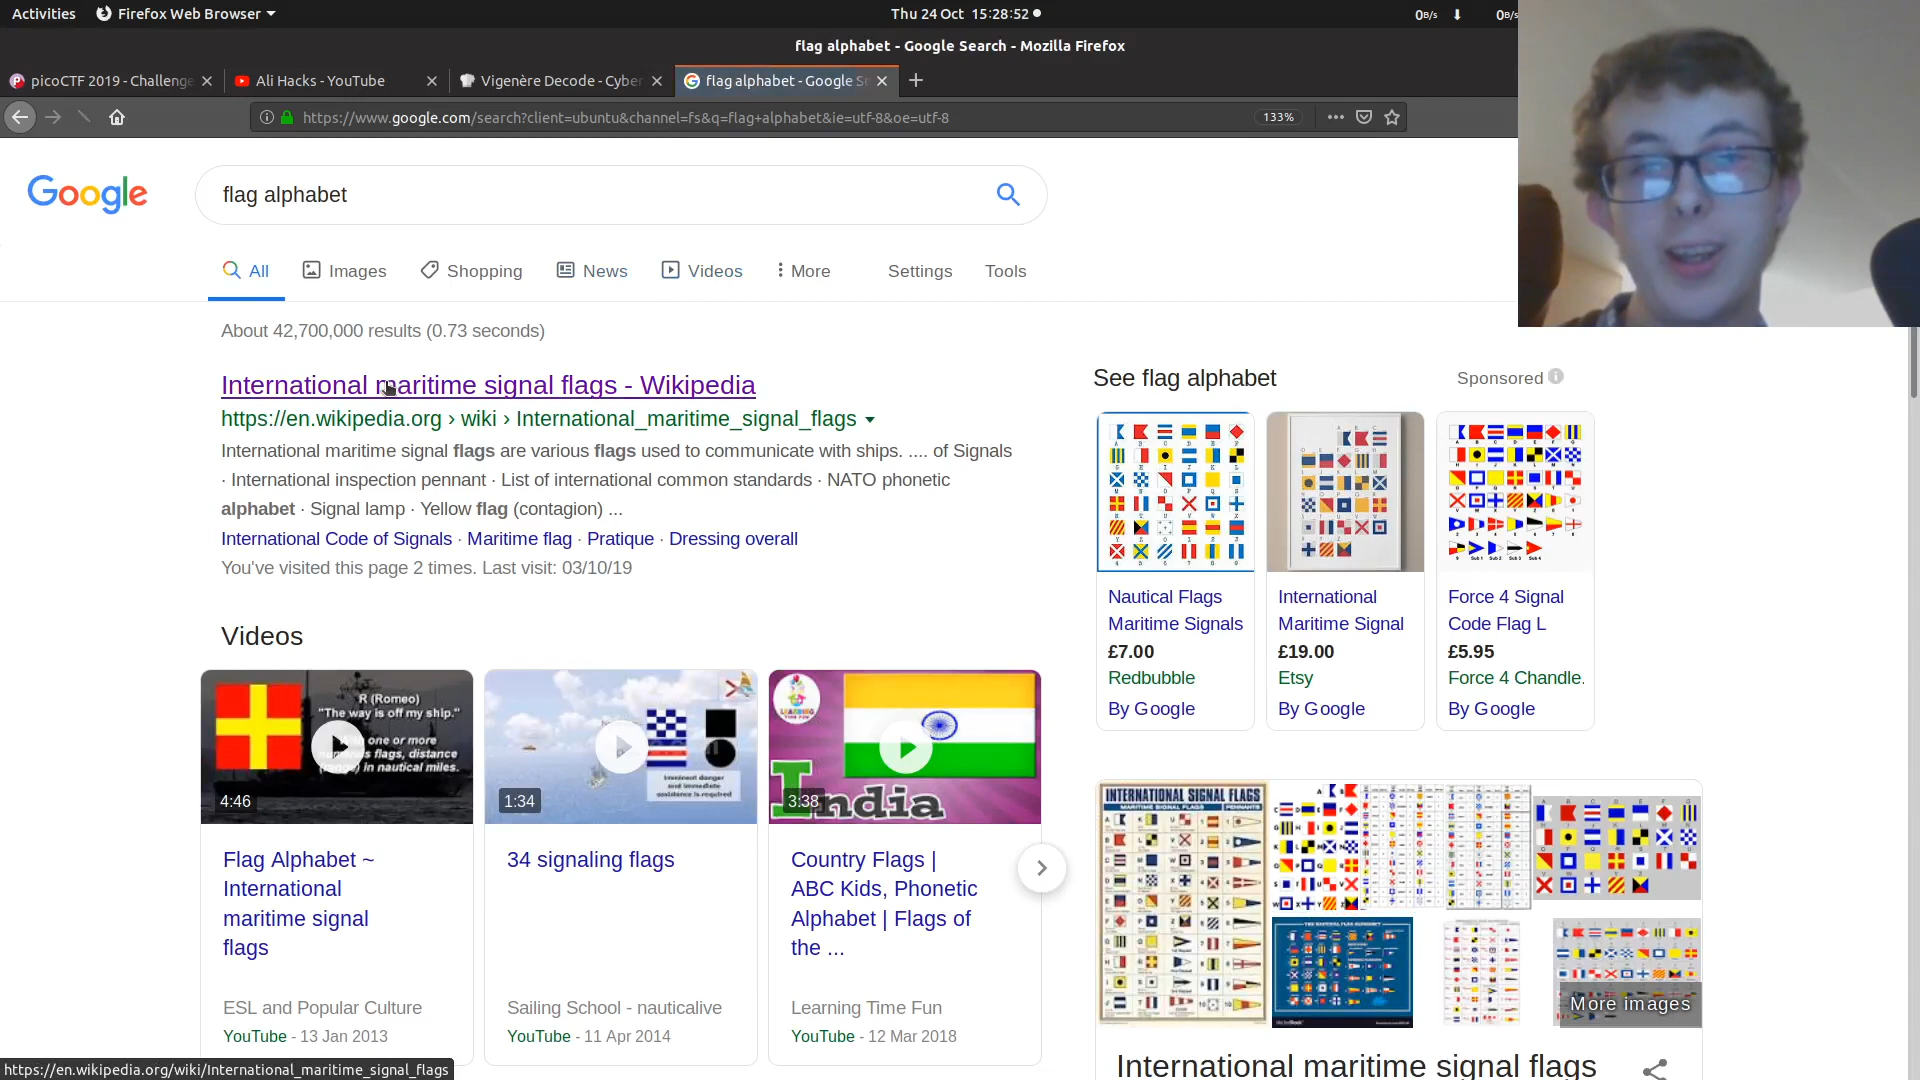 Activities Firefox Web Browser Thu 24 Oct 15:28:52 0B/s 0B/s
flag alphabet - Google Search - Mozilla Firefox
picoCTF 2019 - Challenge Ali Hacks - YouTube Vigenère Decode - Cyber flag alphabet - Google Se
https://www.google.com/search?client=ubuntu&channel=fs&q=flag+alphabet&ie=utf-8&oe=utf-8 133%
Google flag alphabet
All Images Shopping News Videos More Settings Tools
About 42,700,000 results (0.73 seconds)
International maritime signal flags - Wikipedia
https://en.wikipedia.org › wiki › International_maritime_signal_flags
International maritime signal flags are various flags used to communicate with ships. .... of Signals
· International inspection pennant · List of international common standards · NATO phonetic
alphabet · Signal lamp · Yellow flag (contagion) ...
International Code of Signals · Maritime flag · Pratique · Dressing overall
You've visited this page 2 times. Last visit: 03/10/19
Videos
R (Romeo)
"The way is off my ship."
in one or more
flags, distance
in nautical miles.
4:46
Flag Alphabet ~
International
maritime signal
flags
ESL and Popular Culture
YouTube - 13 Jan 2013
Imminent danger
and immediate
assistance is required
1:34
34 signaling flags
Sailing School - nauticalive
YouTube - 11 Apr 2014
LEARNING
TIME FUN
India
3:38
Country Flags |
ABC Kids, Phonetic
Alphabet | Flags of
the ...
Learning Time Fun
YouTube - 12 Mar 2018
See flag alphabet Sponsored
Nautical Flags
Maritime Signals
£7.00
Redbubble
By Google
International
Maritime Signal
£19.00
Etsy
By Google
Force 4 Signal
Code Flag L
£5.95
Force 4 Chandle.
By Google
INTERNATIONAL SIGNAL FLAGS
MARITIME SIGNAL FLAGS PENNANTS
More images
International maritime signal flags
https://en.wikipedia.org/wiki/International_maritime_signal_flags